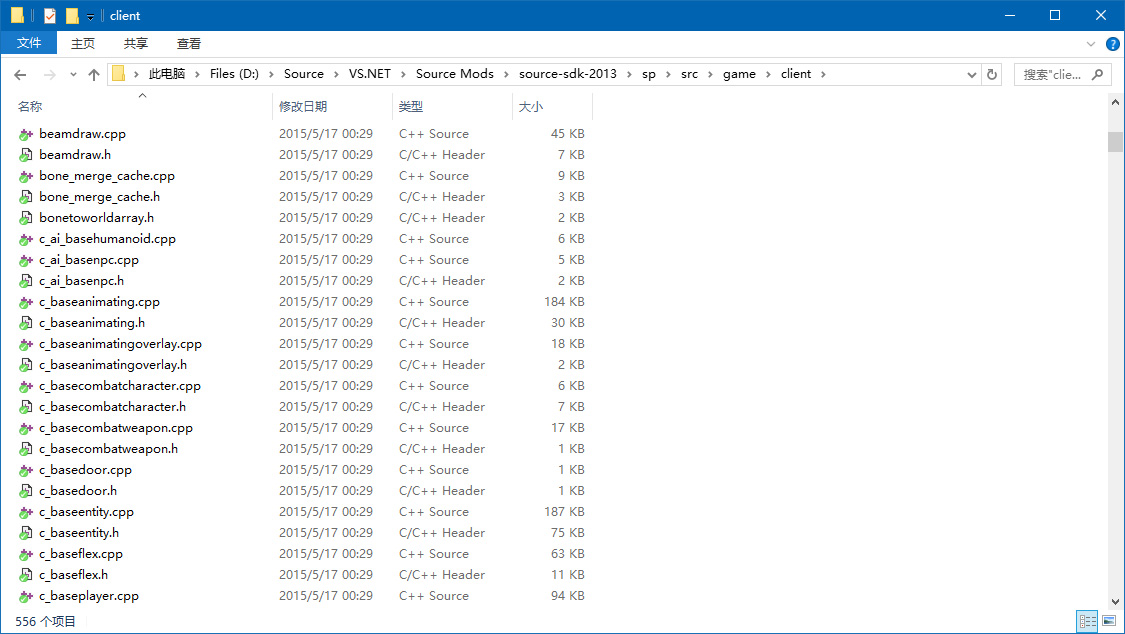 client
文件 主页 共享 查看
此电脑 Files (D:) Source VS.NET Source Mods source-sdk-2013 sp src game client 搜索"clie...
名称 修改日期 类型 大小
beamdraw.cpp 2015/5/17 00:29 C++ Source 45 KB
beamdraw.h 2015/5/17 00:29 C/C++ Header 7 KB
bone_merge_cache.cpp 2015/5/17 00:29 C++ Source 9 KB
bone_merge_cache.h 2015/5/17 00:29 C/C++ Header 3 KB
bonetoworldarray.h 2015/5/17 00:29 C/C++ Header 2 KB
c_ai_basehumanoid.cpp 2015/5/17 00:29 C++ Source 6 KB
c_ai_basenpc.cpp 2015/5/17 00:29 C++ Source 5 KB
c_ai_basenpc.h 2015/5/17 00:29 C/C++ Header 2 KB
c_baseanimating.cpp 2015/5/17 00:29 C++ Source 184 KB
c_baseanimating.h 2015/5/17 00:29 C/C++ Header 30 KB
c_baseanimatingoverlay.cpp 2015/5/17 00:29 C++ Source 18 KB
c_baseanimatingoverlay.h 2015/5/17 00:29 C/C++ Header 2 KB
c_basecombatcharacter.cpp 2015/5/17 00:29 C++ Source 6 KB
c_basecombatcharacter.h 2015/5/17 00:29 C/C++ Header 7 KB
c_basecombatweapon.cpp 2015/5/17 00:29 C++ Source 17 KB
c_basecombatweapon.h 2015/5/17 00:29 C/C++ Header 1 KB
c_basedoor.cpp 2015/5/17 00:29 C++ Source 1 KB
c_basedoor.h 2015/5/17 00:29 C/C++ Header 1 KB
c_baseentity.cpp 2015/5/17 00:29 C++ Source 187 KB
c_baseentity.h 2015/5/17 00:29 C/C++ Header 75 KB
c_baseflex.cpp 2015/5/17 00:29 C++ Source 63 KB
c_baseflex.h 2015/5/17 00:29 C/C++ Header 11 KB
c_baseplayer.cpp 2015/5/17 00:29 C++ Source 94 KB
556 个项目